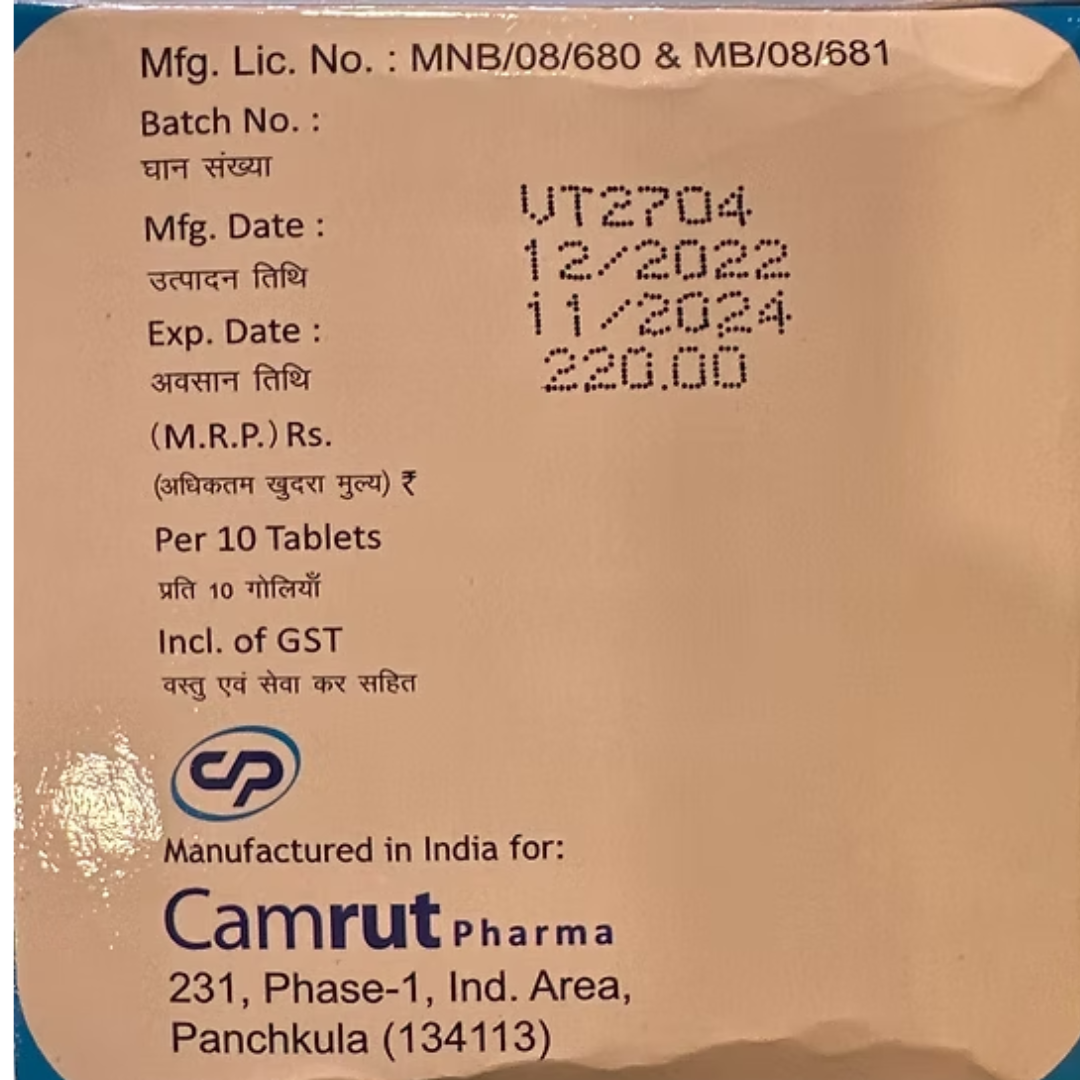 Mfg. Lic. No. : MNB/08/680 & MB/08/681
Batch No. :
घान संख्या
VT2704
Mfg. Date :
12/2022
उत्पादन तिथि
11/2024
Exp. Date :
220.00
अवसान तिथि
(M.R.P.) Rs.
(अधिकतम खुदरा मुल्य) ₹
Per 10 Tablets
प्रति 10 गोलियाँ
Incl. of GST
वस्तु एवं सेवा कर सहित
CP
Manufactured in India for:
Camrut Pharma
231, Phase-1, Ind. Area,
Panchkula (134113)